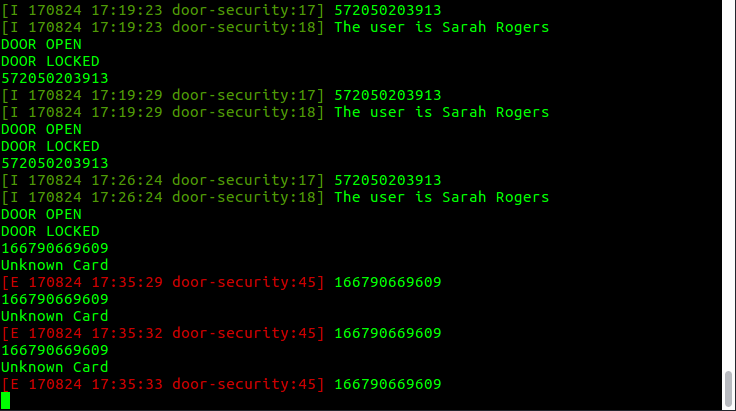 [I 170824 17:19:23 door-security:17] 572050203913
[I 170824 17:19:23 door-security:18] The user is Sarah Rogers
DOOR OPEN
DOOR LOCKED
572050203913
[I 170824 17:19:29 door-security:17] 572050203913
[I 170824 17:19:29 door-security:18] The user is Sarah Rogers
DOOR OPEN
DOOR LOCKED
572050203913
[I 170824 17:26:24 door-security:17] 572050203913
[I 170824 17:26:24 door-security:18] The user is Sarah Rogers
DOOR OPEN
DOOR LOCKED
166790669609
Unknown Card
[E 170824 17:35:29 door-security:45] 166790669609
166790669609
Unknown Card
[E 170824 17:35:32 door-security:45] 166790669609
166790669609
Unknown Card
[E 170824 17:35:33 door-security:45] 166790669609